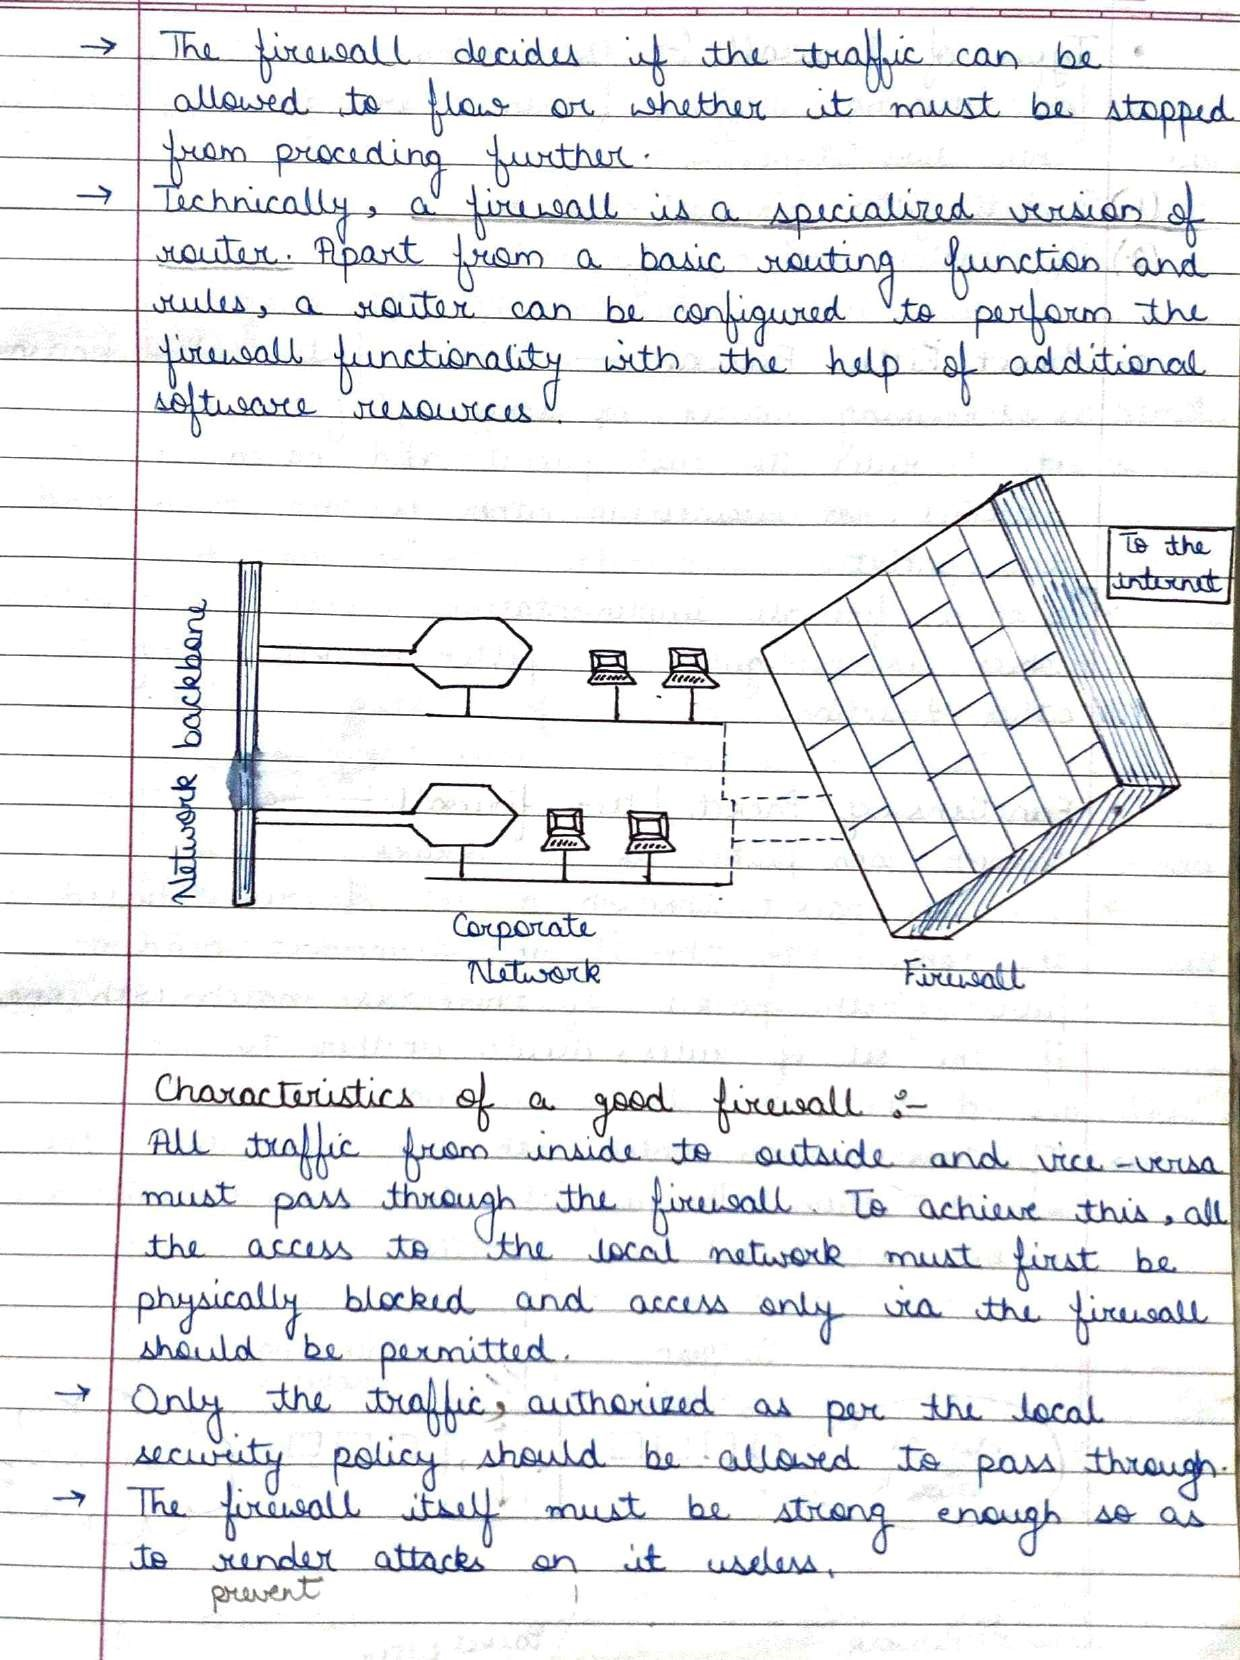 → The firewall decides if the traffic can be
allowed to flow or whether it must be stopped
from proceding further.
→ Technically, a firewall is a specialized version of
router. Apart from a basic routing function and
rules, a router can be configured to perform the
firewall functionality with the help of additional
software resources.
To the
internet
Network backbone
Corporate
Network
Firewall
Characteristics of a good firewall :-
All traffic from inside to outside and vice-versa
must pass through the firewall. To achieve this, all
the access to the local network must first be
physically blocked and access only via the firewall
should be permitted.
→ Only the traffic, authorized as per the local
security policy should be allowed to pass through.
→ The firewall itself must be strong enough so as
to render attacks on it useless.
prevent